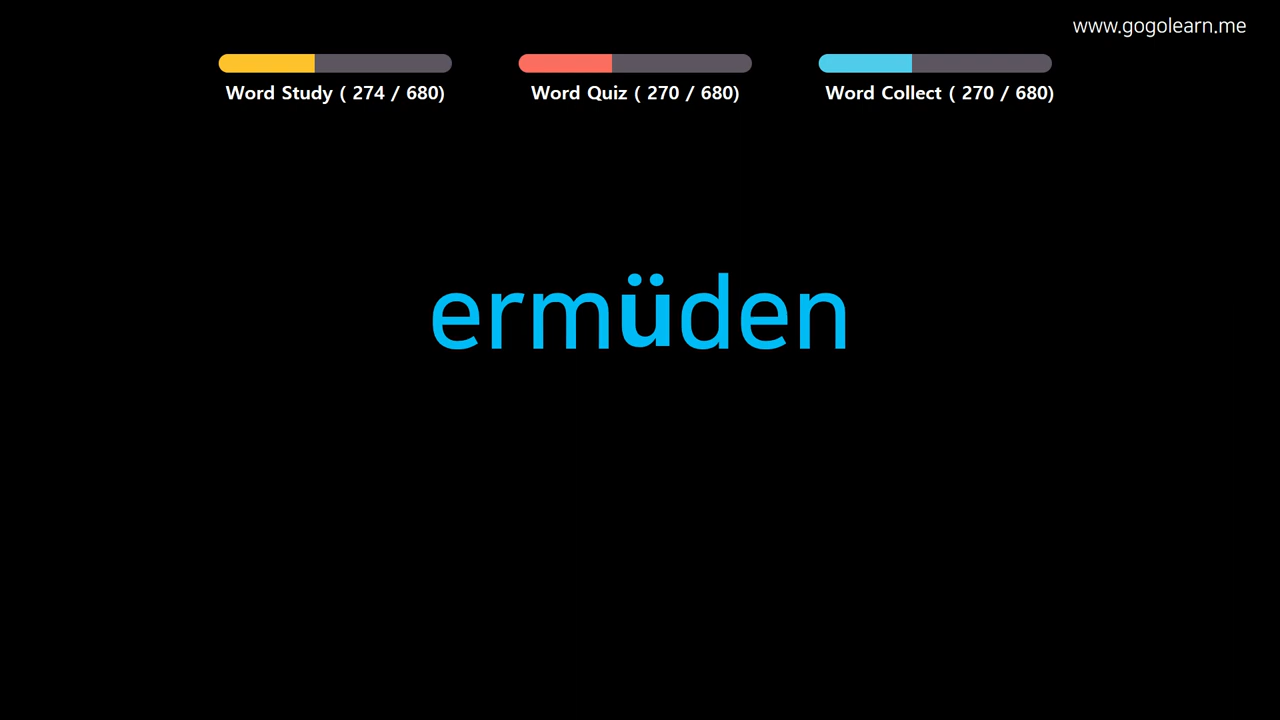 www.gogolearn.me
Word Study ( 274 / 680)
Word Quiz ( 270 / 680)
Word Collect ( 270 / 680)
ermüden